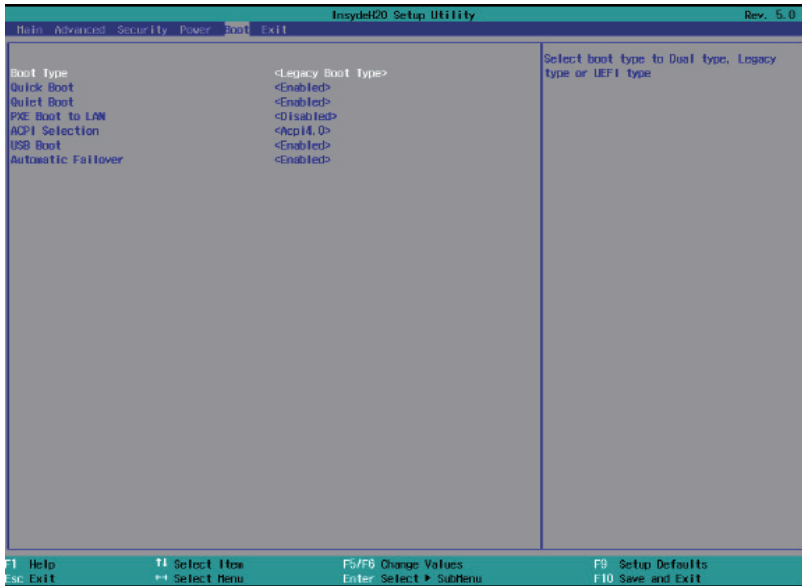 InsydeH20 Setup Utility Rev. 5.0
Main Advanced Security Power Boot Exit
Boot Type <Legacy Boot Type>
Quick Boot <Enabled>
Quiet Boot <Enabled>
PXE Boot to LAN <Disabled>
ACPI Selection <Acpi4.0>
USB Boot <Enabled>
Automatic Failover <Enabled>
Select boot type to Dual type, Legacy
type or UEFI type
F1 Help ↑↓ Select Item F5/F6 Change Values F9 Setup Defaults
Esc Exit ↔ Select Menu Enter Select ▶ SubMenu F10 Save and Exit